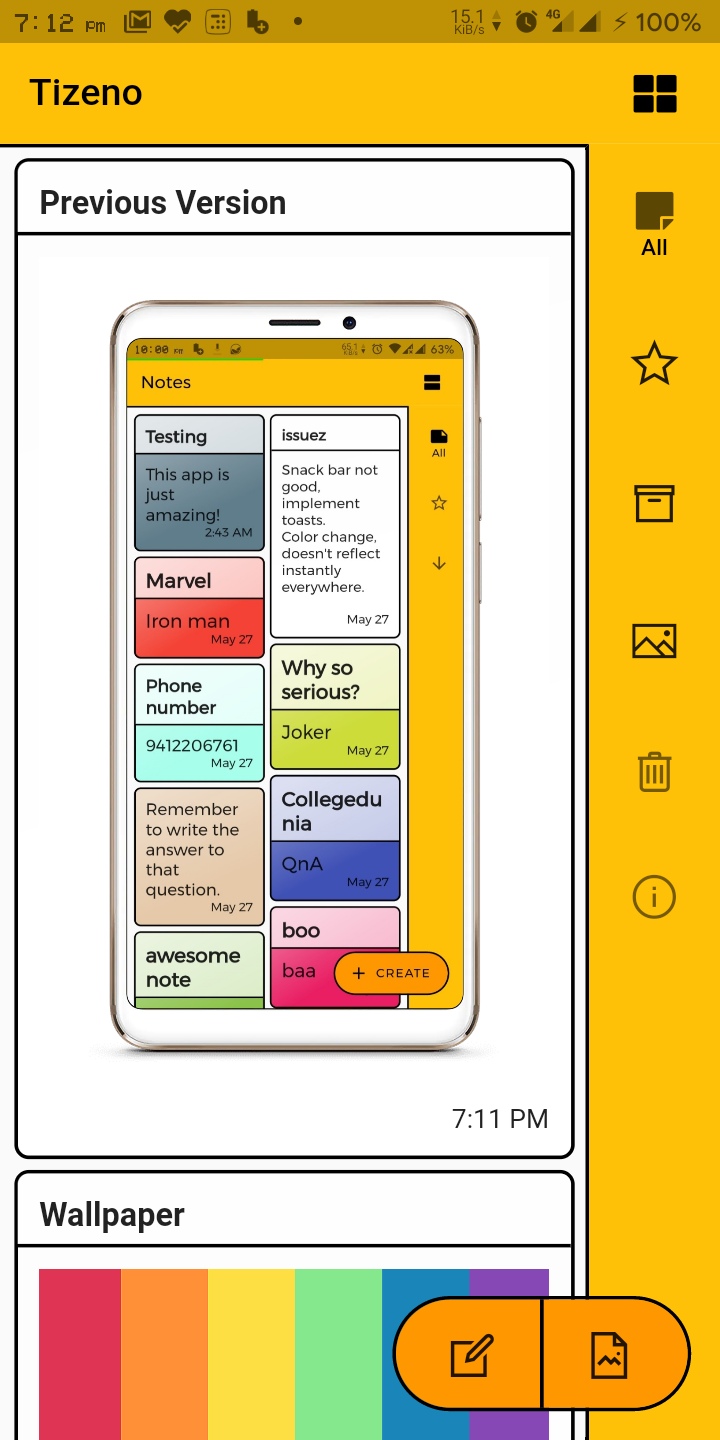 7:12 pm
15.1
KiB/s
4G
100%
Tizeno
All
Previous Version
10:00 pm
65.1
KB/s
63%
Notes
All
Testing
This app is
just
amazing!
2:43 AM
Marvel
Iron man
May 27
Phone
number
9412206761
May 27
Remember
to write the
answer to
that
question.
May 27
awesome
note
issuez
Snack bar not
good,
implement
toasts.
Color change,
doesn't reflect
instantly
everywhere.
May 27
Why so
serious?
Joker
May 27
Collegedu
nia
QnA
May 27
boo
baa
+ CREATE
7:11 PM
Wallpaper